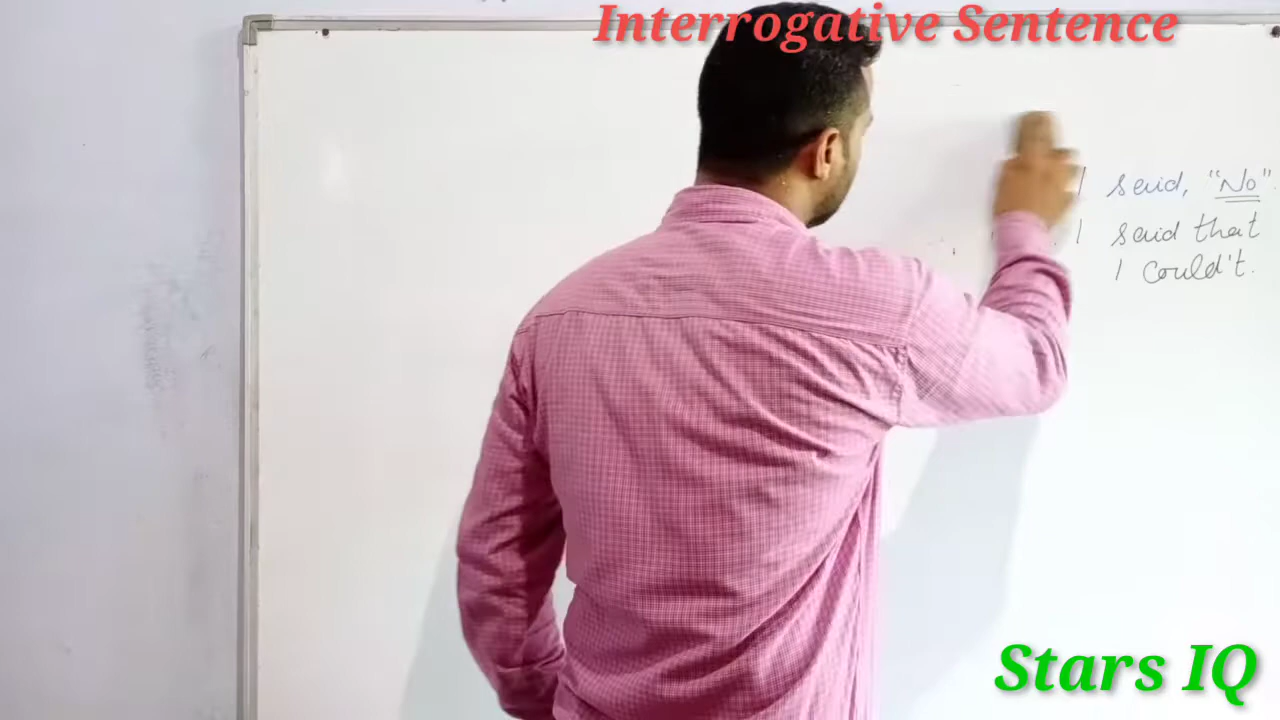 Interrogative Sentence
I said, "No".
I said that
I could't.
Stars IQ